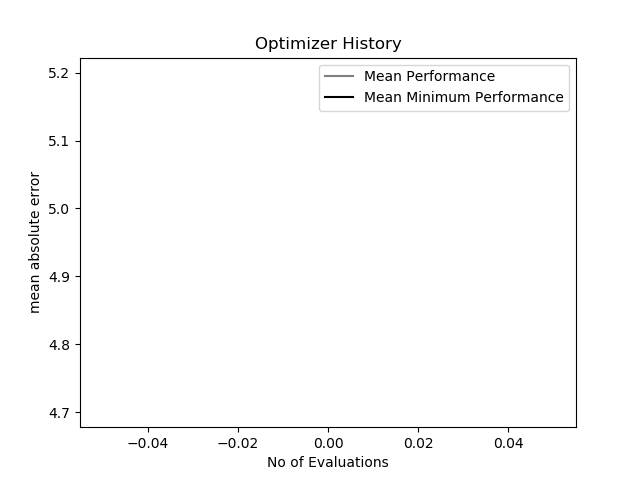 Optimizer History
Mean Performance
Mean Minimum Performance
5.2
5.1
5.0
4.9
4.8
4.7
mean absolute error
−0.04 −0.02 0.00 0.02 0.04
No of Evaluations